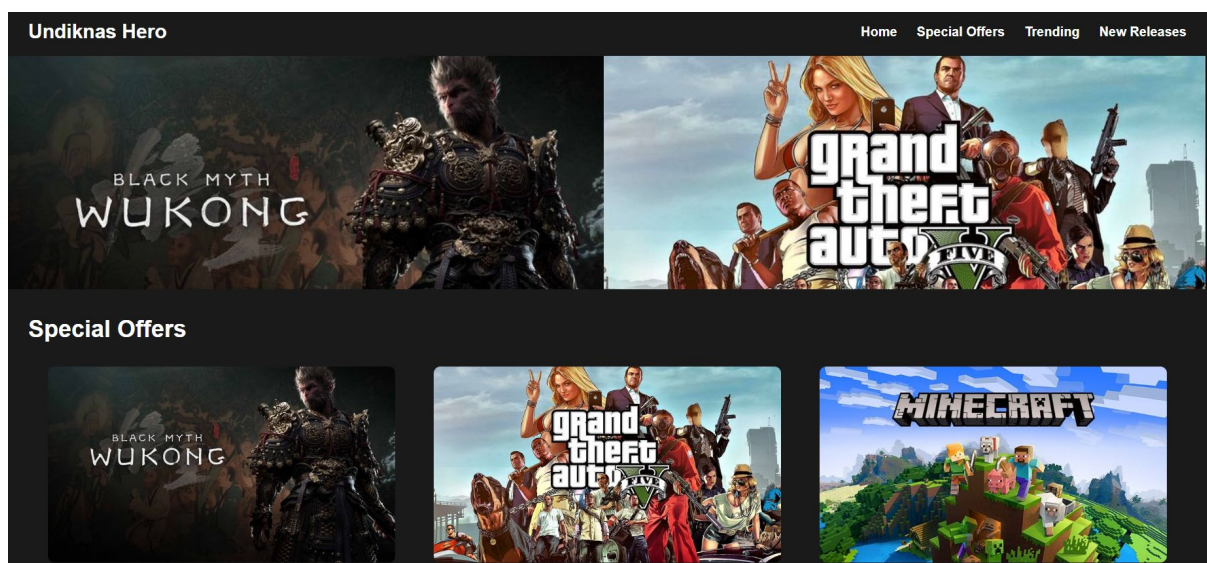 Undiknas Hero
Home Special Offers Trending New Releases
BLACK MYTH
WUKONG
grand
theft
auto
FIVE
Special Offers
BLACK MYTH
WUKONG
grand
theft
auto
FIVE
MINECRAFT